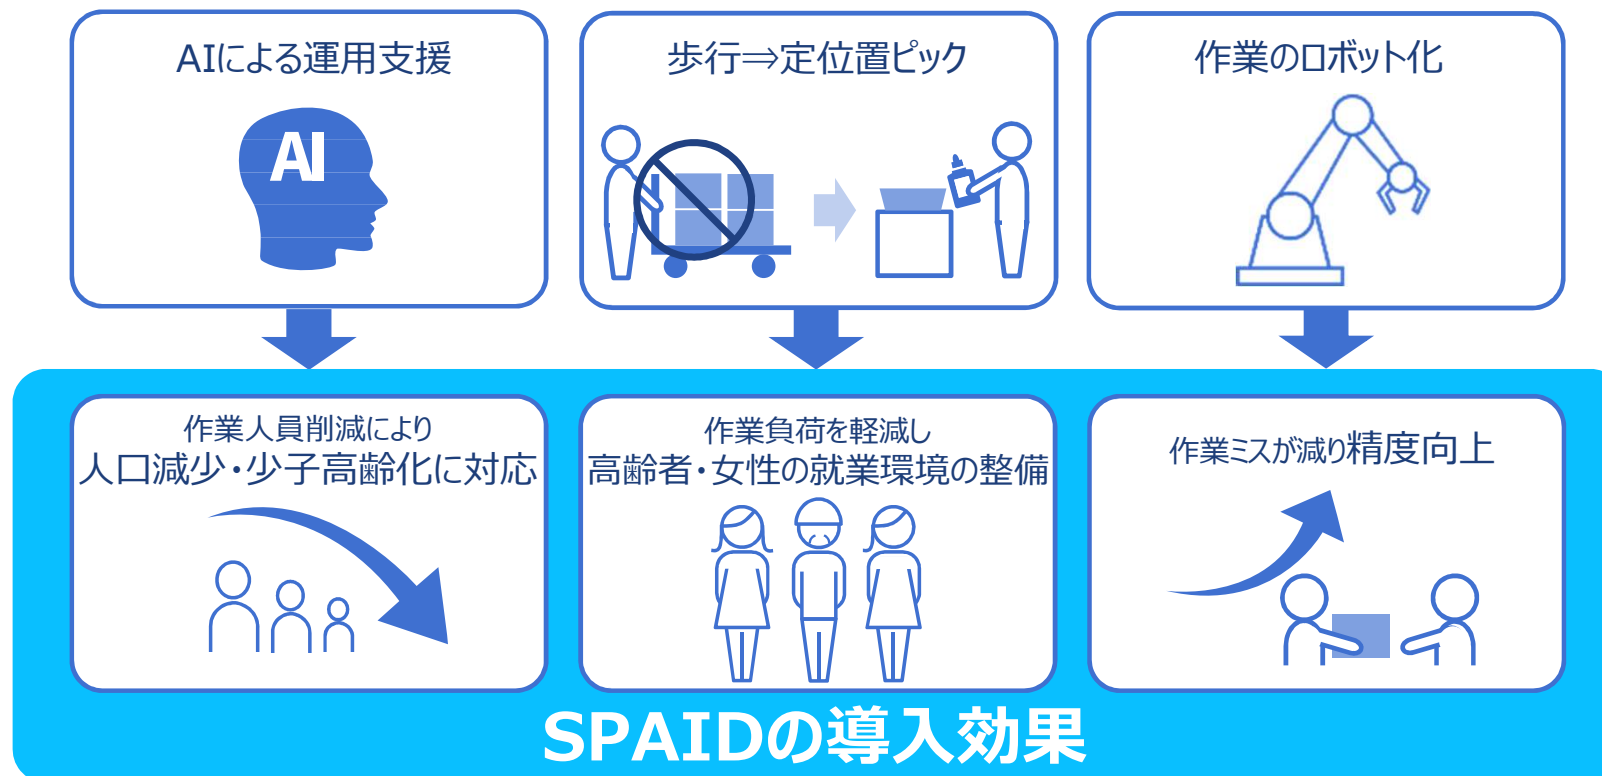 AIによる運用支援
歩行⇒定位置ピック
作業のロボット化
AI
作業人員削減により
人口減少・少子高齢化に対応
作業負荷を軽減し
高齢者・女性の就業環境の整備
作業ミスが減り精度向上
SPAIDの導入効果